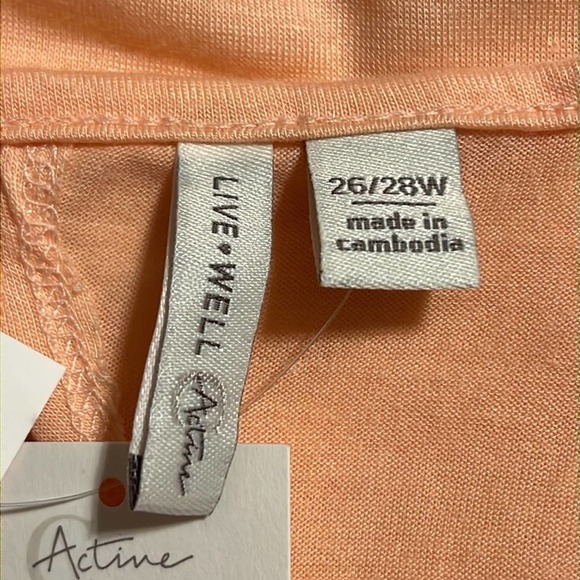 LIVE • WELL
Active
26/28W
made in
cambodia
Active